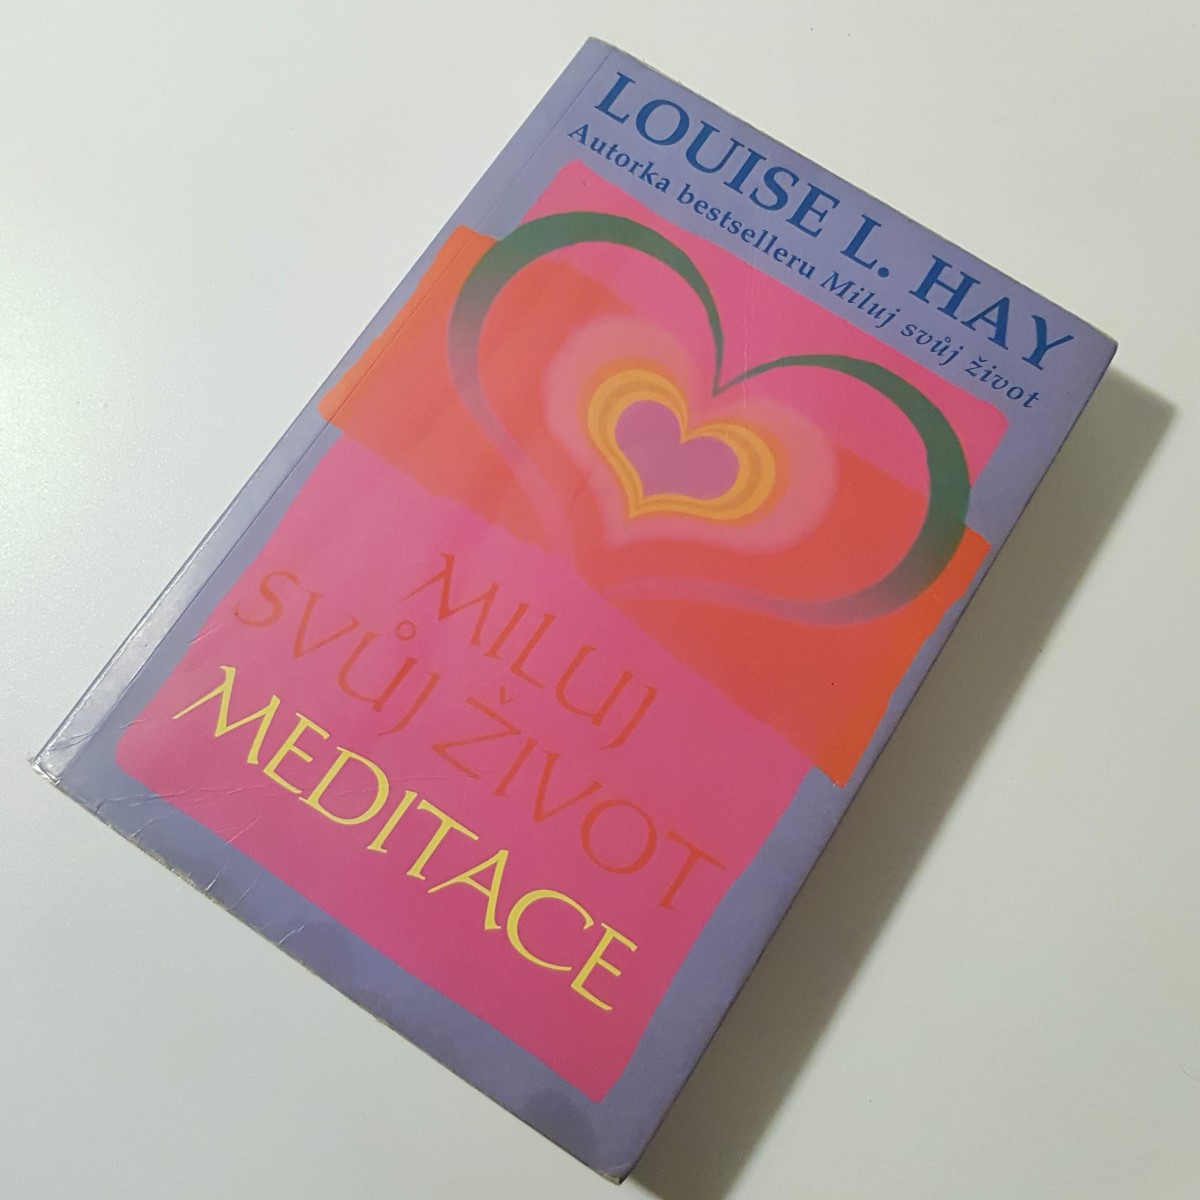 LOUISE L. HAY
Autorka bestselleru Miluj svůj život
MILUJ
SVŮJ ŽIVOT
MEDITACE